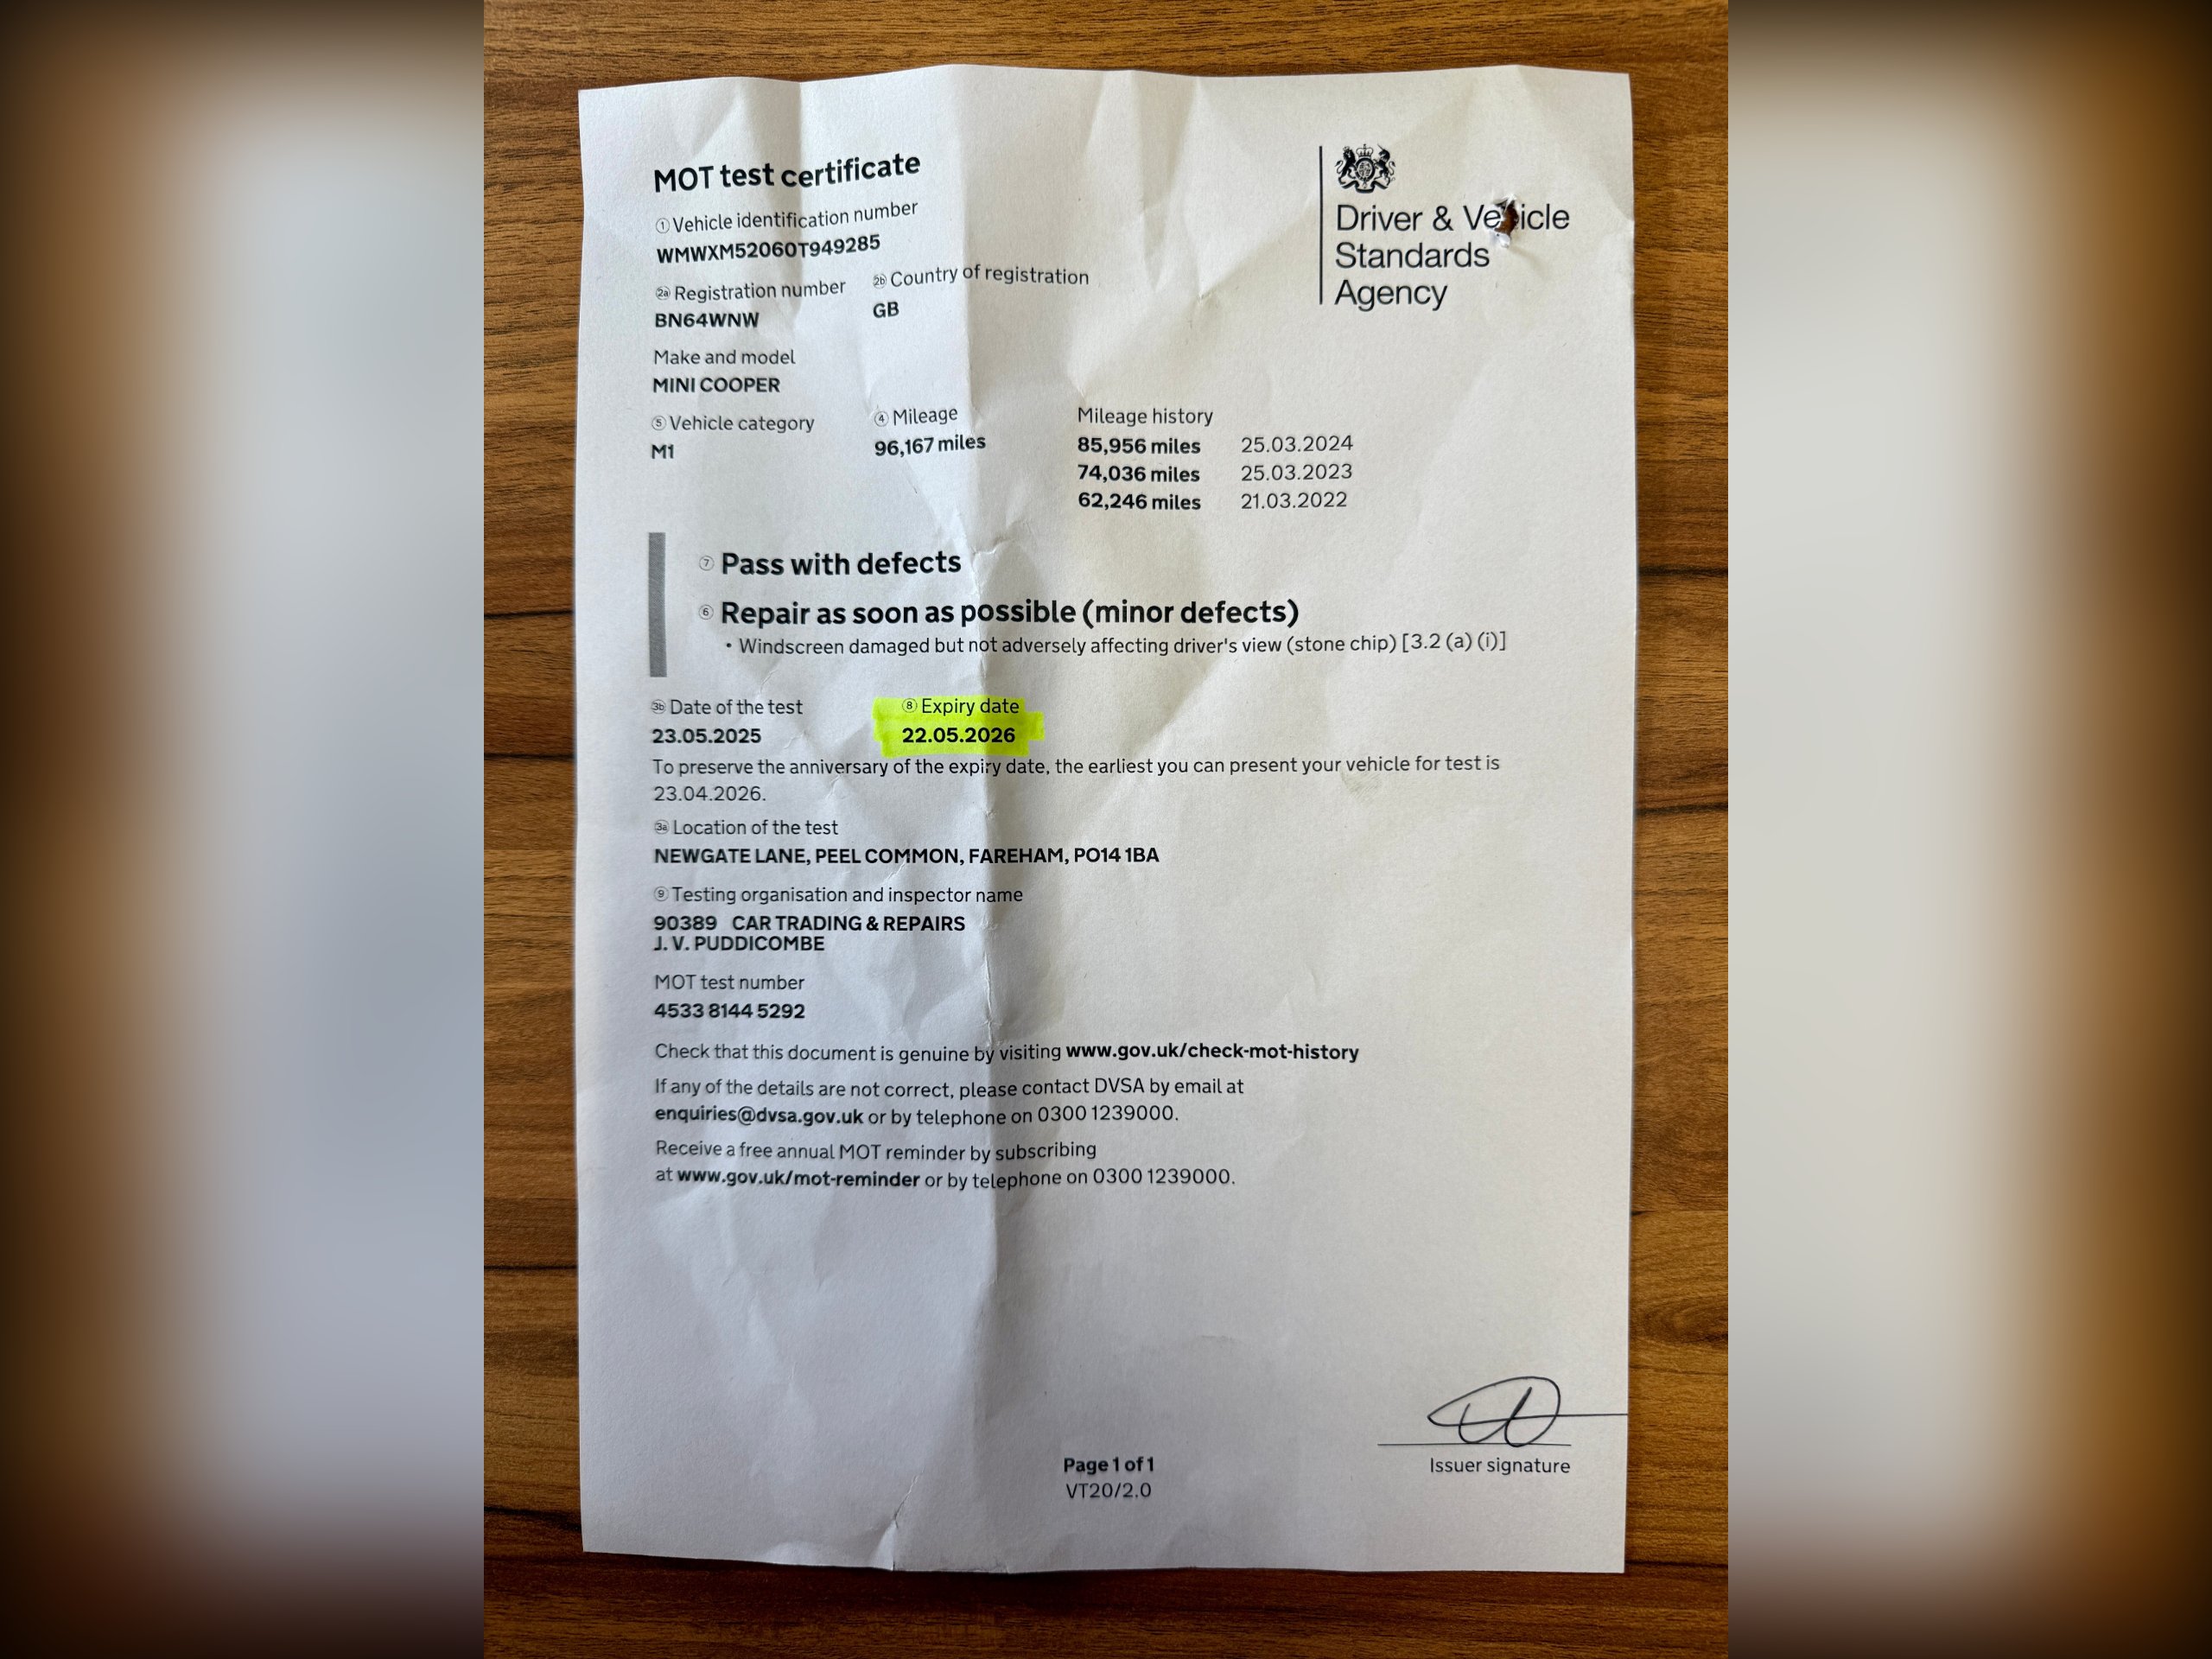 MOT test certificate
① Vehicle identification number
WMWXM52060T949285
2a Registration number 2b Country of registration
BN64WNW GB
Make and model
MINI COOPER
⑤ Vehicle category ④ Mileage Mileage history
M1 96,167 miles 85,956 miles 25.03.2024
74,036 miles 25.03.2023
62,246 miles 21.03.2022
Driver & Vehicle
Standards
Agency
⑦ Pass with defects
⑥ Repair as soon as possible (minor defects)
• Windscreen damaged but not adversely affecting driver's view (stone chip) [3.2 (a) (i)]
3b Date of the test ⑧ Expiry date
23.05.2025 22.05.2026
To preserve the anniversary of the expiry date, the earliest you can present your vehicle for test is
23.04.2026.
3a Location of the test
NEWGATE LANE, PEEL COMMON, FAREHAM, PO14 1BA
⑨ Testing organisation and inspector name
90389 CAR TRADING & REPAIRS
J. V. PUDDICOMBE
MOT test number
4533 8144 5292
Check that this document is genuine by visiting www.gov.uk/check-mot-history
If any of the details are not correct, please contact DVSA by email at
enquiries@dvsa.gov.uk or by telephone on 0300 1239000.
Receive a free annual MOT reminder by subscribing
at www.gov.uk/mot-reminder or by telephone on 0300 1239000.
Issuer signature
Page 1 of 1
VT20/2.0